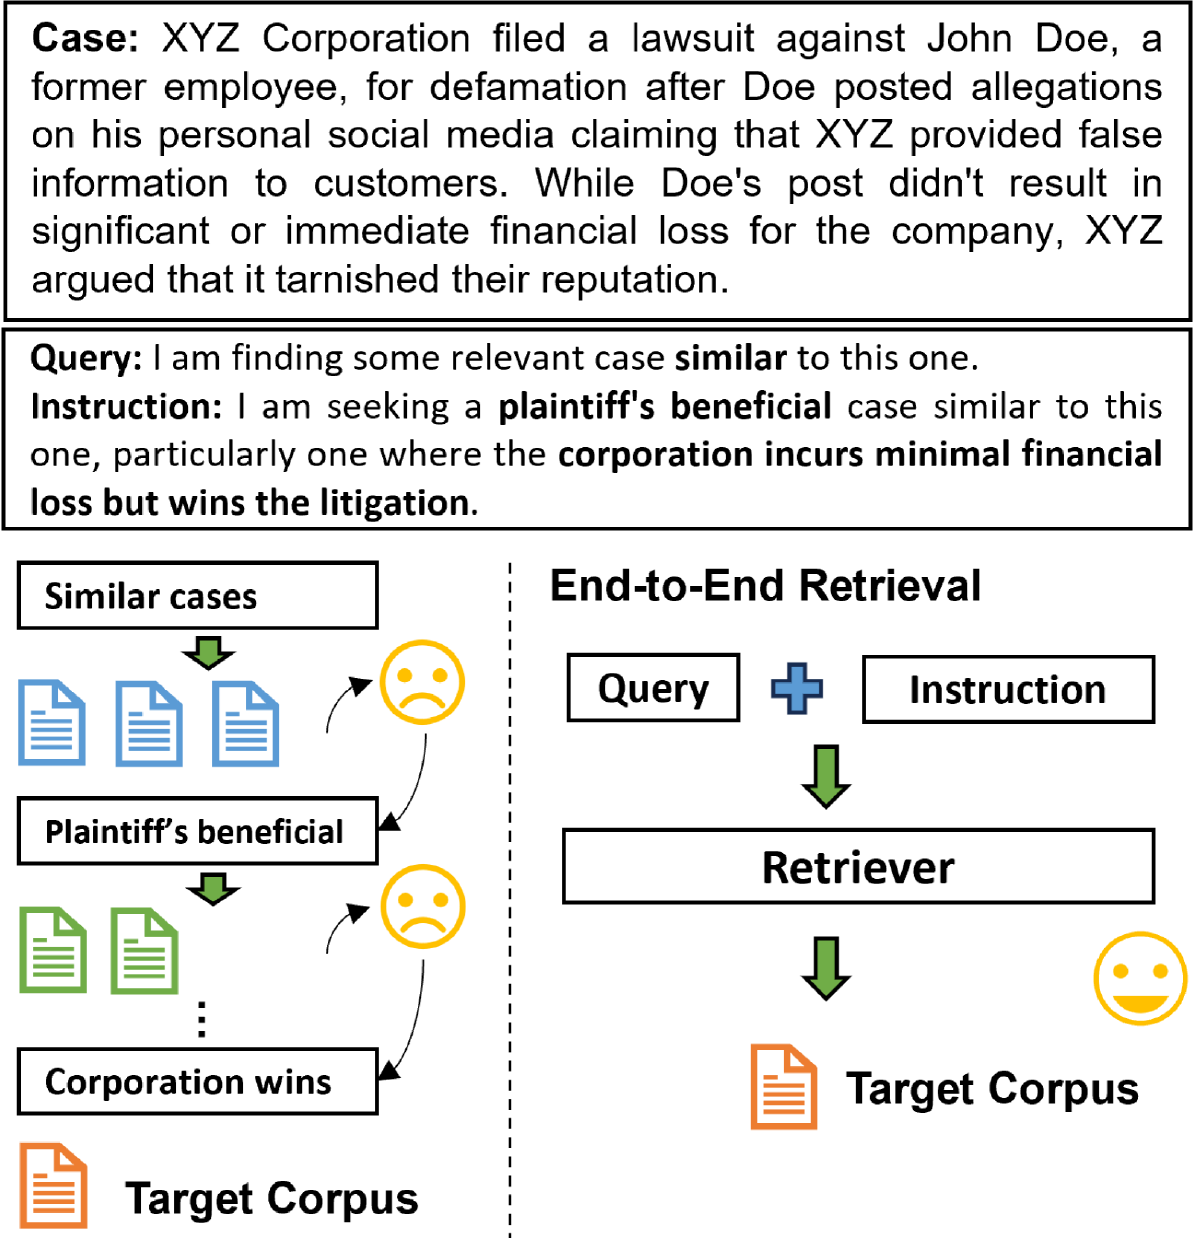 Case: XYZ Corporation filed a lawsuit against John Doe, a
former employee, for defamation after Doe posted allegations
on his personal social media claiming that XYZ provided false
information to customers. While Doe's post didn't result in
significant or immediate financial loss for the company, XYZ
argued that it tarnished their reputation.
Query: I am finding some relevant case similar to this one.
Instruction: I am seeking a plaintiff's beneficial case similar to this
one, particularly one where the corporation incurs minimal financial
loss but wins the litigation.
Similar cases
Plaintiff’s beneficial
⋮
Corporation wins
Target Corpus
End-to-End Retrieval
Query
Instruction
Retriever
Target Corpus